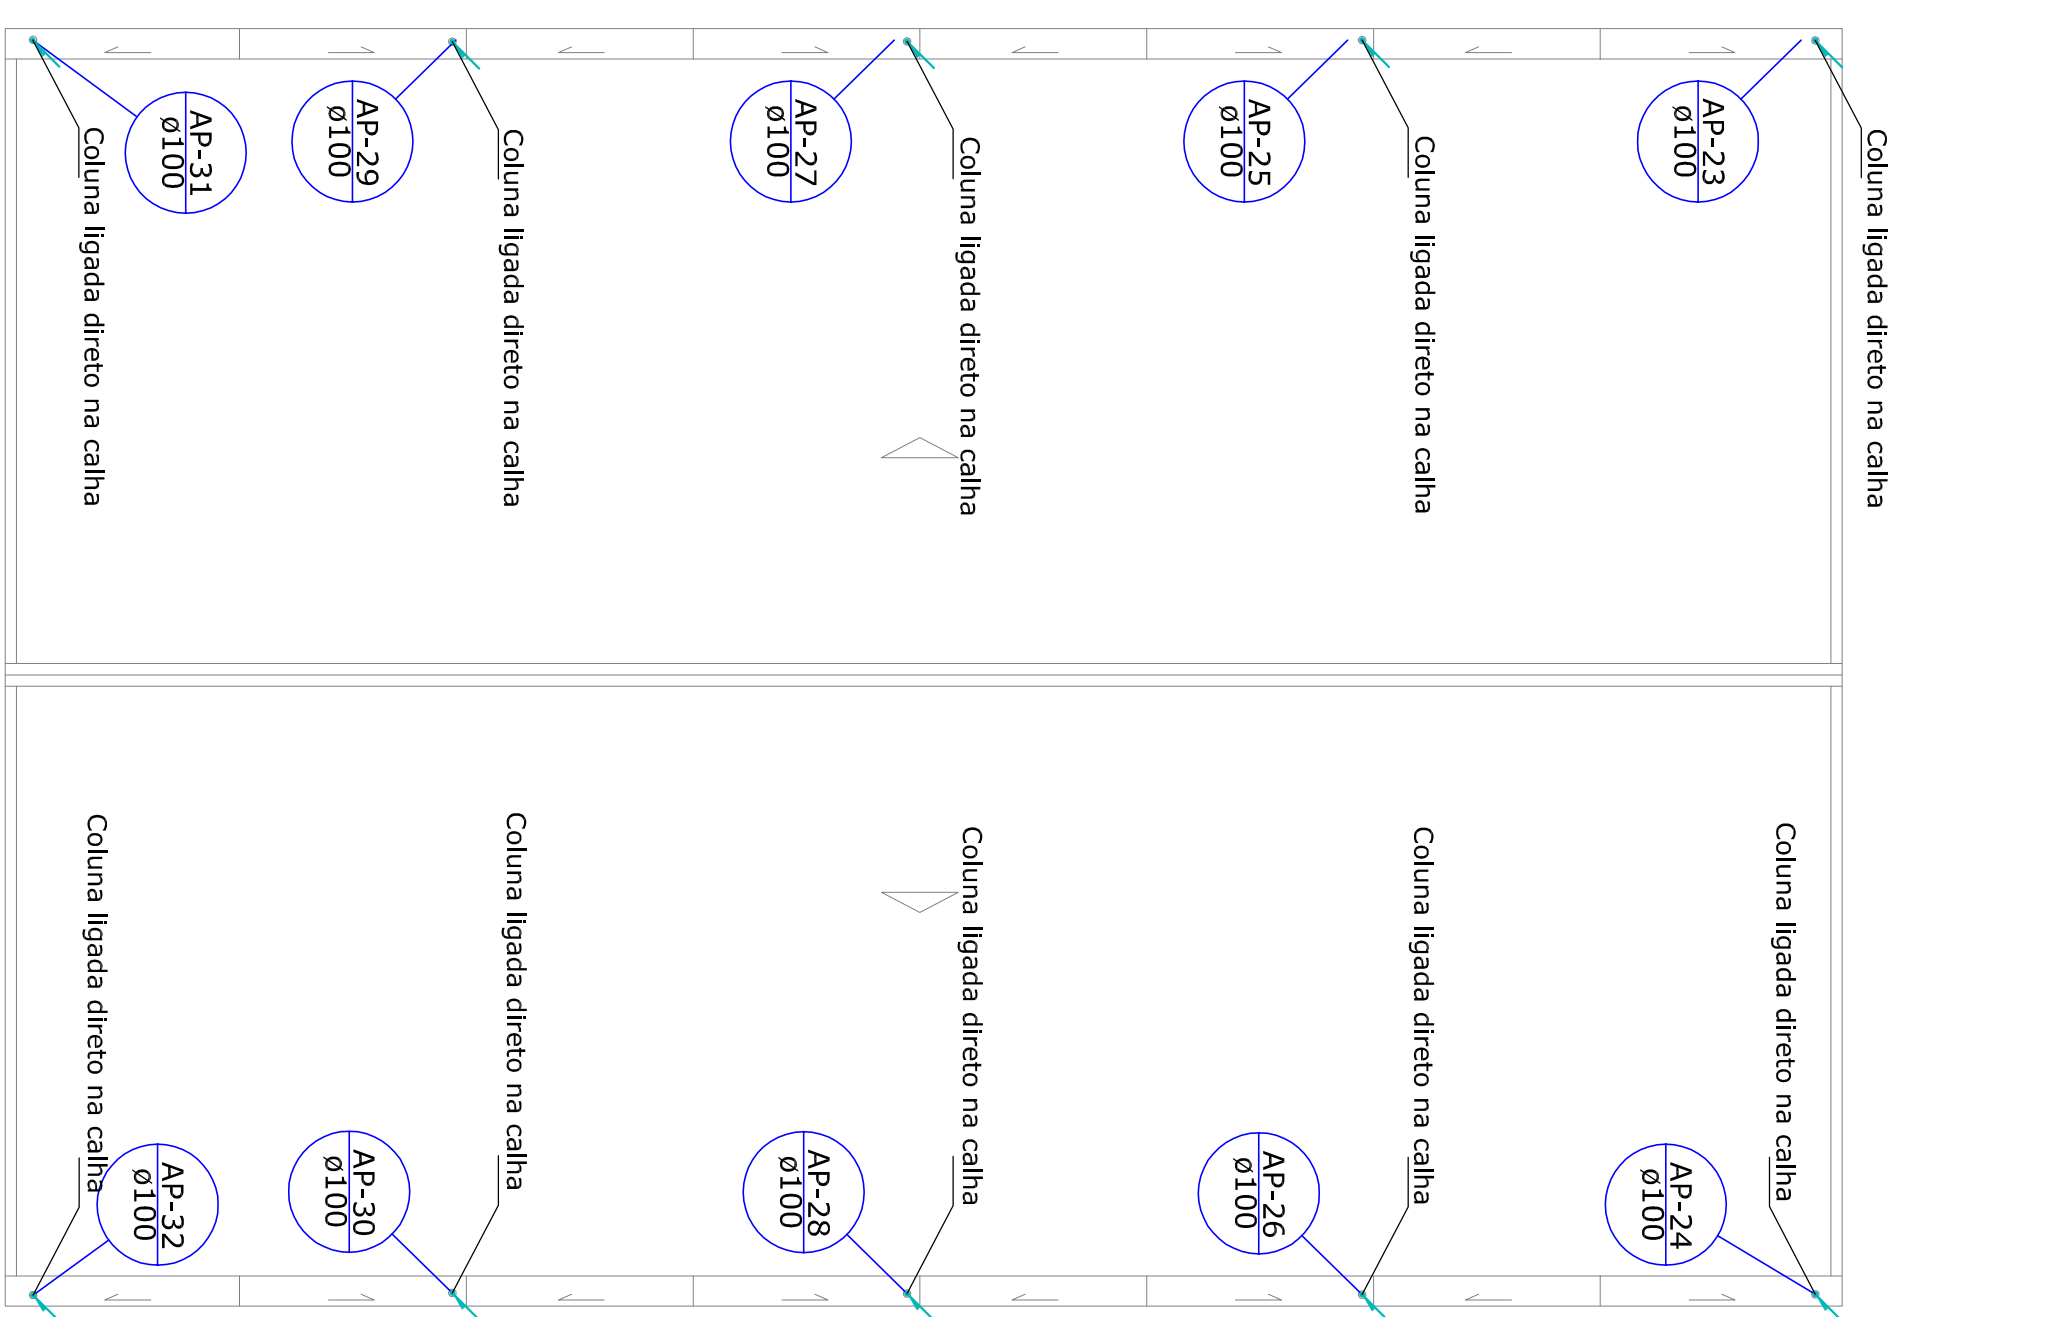 AP-31
ø100
Coluna ligada direto na calha
AP-29
ø100
Coluna ligada direto na calha
AP-27
ø100
Coluna ligada direto na calha
AP-25
ø100
Coluna ligada direto na calha
AP-23
ø100
Coluna ligada direto na calha
Coluna ligada direto na calha
AP-32
ø100
Coluna ligada direto na calha
AP-30
ø100
Coluna ligada direto na calha
AP-28
ø100
Coluna ligada direto na calha
AP-26
ø100
Coluna ligada direto na calha
AP-24
ø100